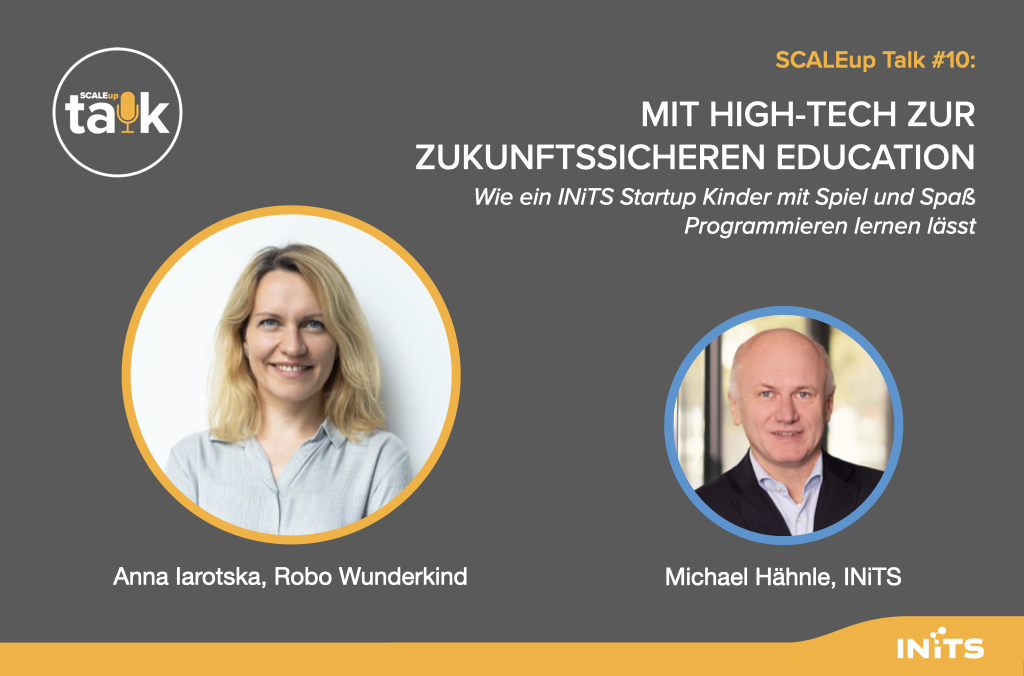 SCALEup
talk
SCALEup Talk #10:
MIT HIGH-TECH ZUR
ZUKUNFTSSICHEREN EDUCATION
Wie ein INiTS Startup Kinder mit Spiel und Spaß
Programmieren lernen lässt
Anna Iarotska, Robo Wunderkind
Michael Hähnle, INiTS
INiTS